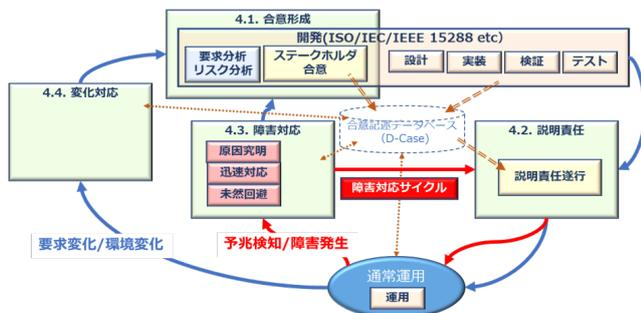 4.1. 合意形成
開発(ISO/IEC/IEEE 15288 etc)
要求分析
リスク分析
ステークホルダ
合意
設計
実装
検証
テスト
4.4. 変化対応
合意記述データベース
(D-Case)
4.3. 障害対応
原因究明
迅速対応
未然回避
4.2. 説明責任
説明責任遂行
障害対応サイクル
要求変化/環境変化
予兆検知/障害発生
通常運用
運用